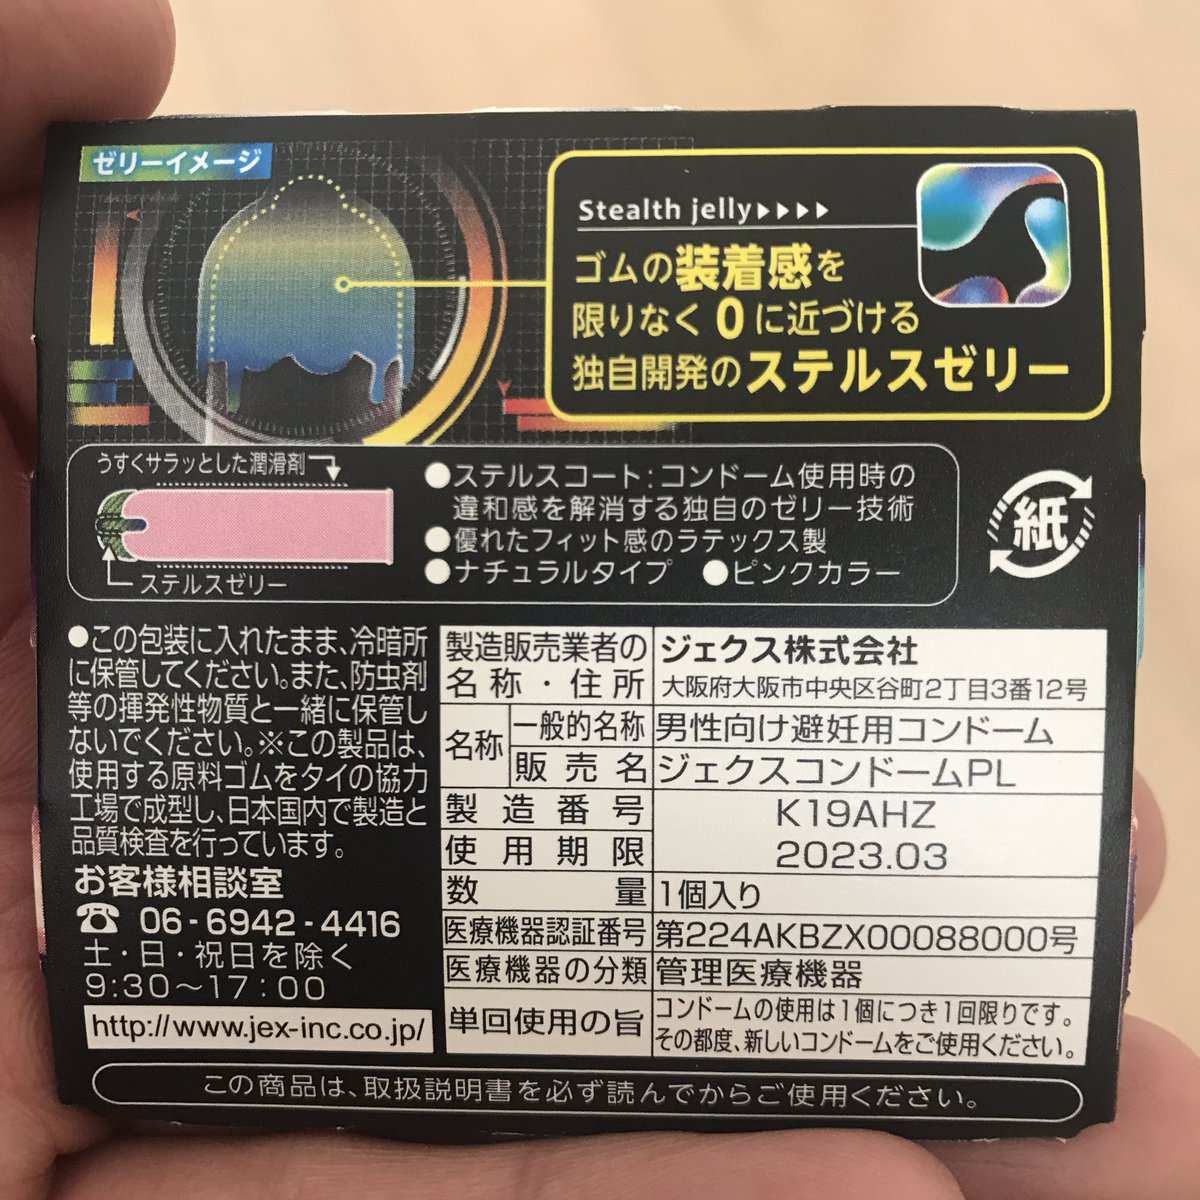 ゼリーイメージ
Stealth jelly▶▶▶▶
ゴムの装着感を
限りなく0に近づける
独自開発のステルスゼリー
うすくサラッとした潤滑剤
ステルスゼリー
●ステルスコート:コンドーム使用時の
違和感を解消する独自のゼリー技術
●優れたフィット感のラテックス製
●ナチュラルタイプ ●ピンクカラー
紙
●この包装に入れたまま、冷暗所
に保管してください。また、防虫剤
等の揮発性物質と一緒に保管し
ないでください。※この製品は、
使用する原料ゴムをタイの協力
工場で成型し、日本国内で製造と
品質検査を行っています。
お客様相談室
☎ 06-6942-4416
土・日・祝日を除く
9:30〜17:00
http://www.jex-inc.co.jp/
製造販売業者の
名称・住所
ジェクス株式会社
大阪府大阪市中央区谷町2丁目3番12号
名称
一般的名称 男性向け避妊用コンドーム
販売名 ジェクスコンドームPL
製造番号 K19AHZ
使用期限 2023.03
数量 1個入り
医療機器認証番号 第224AKBZX00088000号
医療機器の分類 管理医療機器
単回使用の旨
コンドームの使用は1個につき1回限りです。
その都度、新しいコンドームをご使用ください。
この商品は、取扱説明書を必ず読んでからご使用ください。